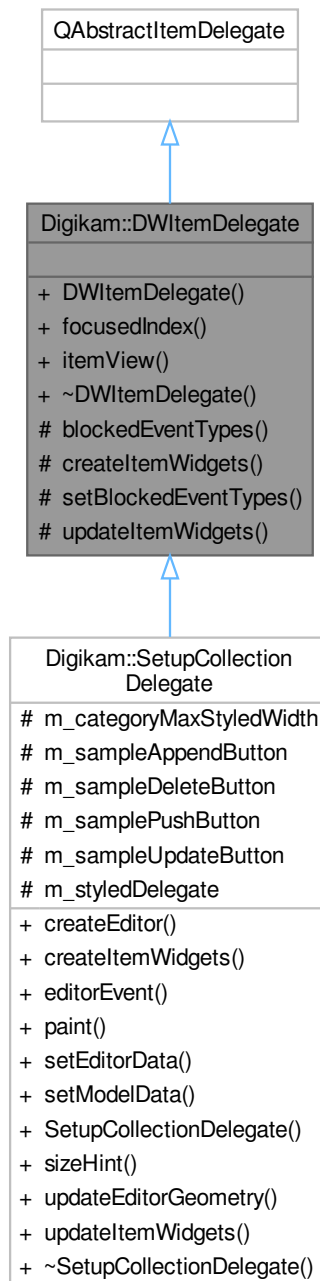 QAbstractItemDelegate
Digikam::DWItemDelegate
+ DWItemDelegate()
+ focusedIndex()
+ itemView()
+ ~DWItemDelegate()
# blockedEventTypes()
# createItemWidgets()
# setBlockedEventTypes()
# updateItemWidgets()
Digikam::SetupCollection
Delegate
# m_categoryMaxStyledWidth
# m_sampleAppendButton
# m_sampleDeleteButton
# m_samplePushButton
# m_sampleUpdateButton
# m_styledDelegate
+ createEditor()
+ createItemWidgets()
+ editorEvent()
+ paint()
+ setEditorData()
+ setModelData()
+ SetupCollectionDelegate()
+ sizeHint()
+ updateEditorGeometry()
+ updateItemWidgets()
+ ~SetupCollectionDelegate()